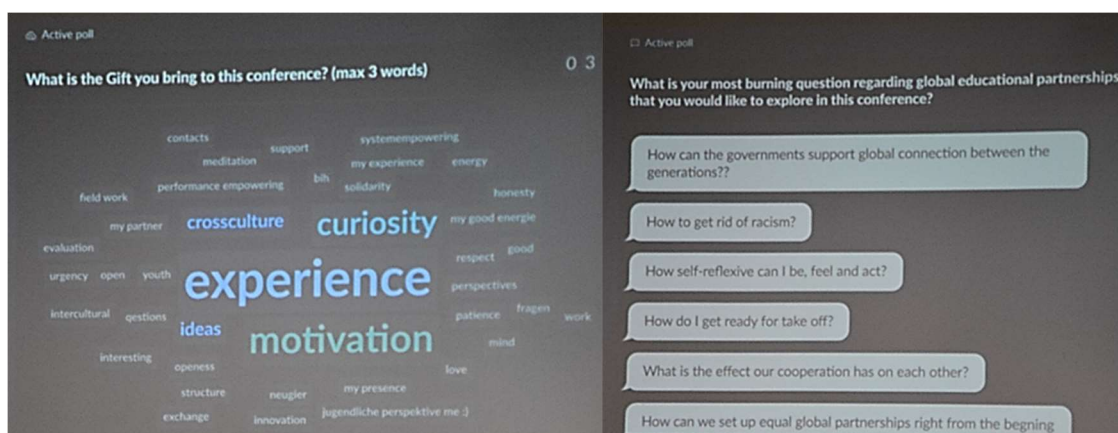 Active poll
What is the Gift you bring to this conference? (max 3 words)
0 3
contacts
systemempowering
support
meditation
my experience
energy
bih
performance empowering
solidarity
field work
honesty
my partner
crossculture
curiosity
my good energie
evaluation
good
respect
urgency
open
youth
experience
perspectives
intercultural
qestions
patience
fragen
work
ideas
motivation
mind
interesting
openess
love
structure
neugier
my presence
exchange
innovation
jugendliche perspektive me :)
Active poll
What is your most burning question regarding global educational partnerships
that you would like to explore in this conference?
How can the governments support global connection between the
generations??
How to get rid of racism?
How self-reflexive can I be, feel and act?
How do I get ready for take off?
What is the effect our cooperation has on each other?
How can we set up equal global partnerships right from the begning